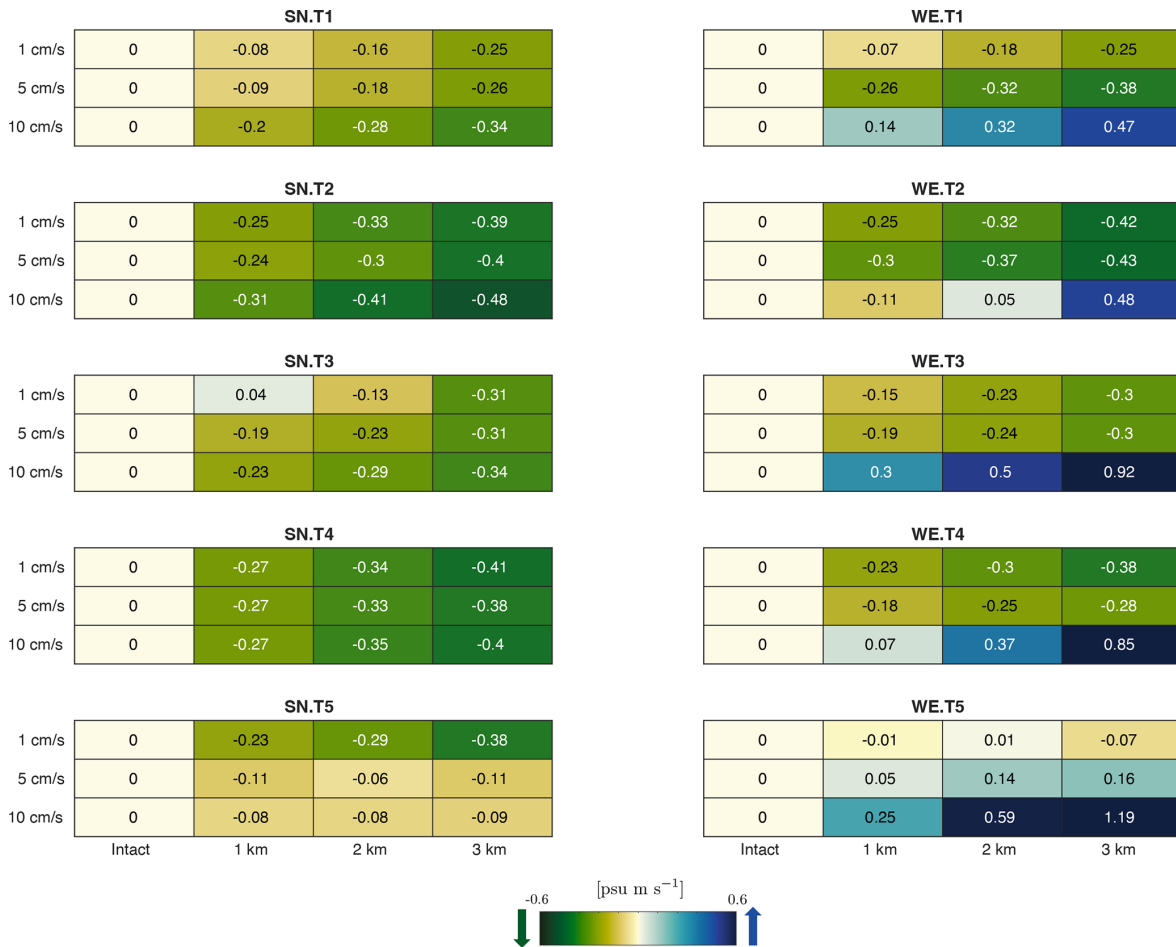 SN.T1 WE.T1
1 cm/s 0 -0.08 -0.16 -0.25 0 -0.07 -0.18 -0.25
5 cm/s 0 -0.09 -0.18 -0.26 0 -0.26 -0.32 -0.38
10 cm/s 0 -0.2 -0.28 -0.34 0 0.14 0.32 0.47
SN.T2 WE.T2
1 cm/s 0 -0.25 -0.33 -0.39 0 -0.25 -0.32 -0.42
5 cm/s 0 -0.24 -0.3 -0.4 0 -0.3 -0.37 -0.43
10 cm/s 0 -0.31 -0.41 -0.48 0 -0.11 0.05 0.48
SN.T3 WE.T3
1 cm/s 0 0.04 -0.13 -0.31 0 -0.15 -0.23 -0.3
5 cm/s 0 -0.19 -0.23 -0.31 0 -0.19 -0.24 -0.3
10 cm/s 0 -0.23 -0.29 -0.34 0 0.3 0.5 0.92
SN.T4 WE.T4
1 cm/s 0 -0.27 -0.34 -0.41 0 -0.23 -0.3 -0.38
5 cm/s 0 -0.27 -0.33 -0.38 0 -0.18 -0.25 -0.28
10 cm/s 0 -0.27 -0.35 -0.4 0 0.07 0.37 0.85
SN.T5 WE.T5
1 cm/s 0 -0.23 -0.29 -0.38 0 -0.01 0.01 -0.07
5 cm/s 0 -0.11 -0.06 -0.11 0 0.05 0.14 0.16
10 cm/s 0 -0.08 -0.08 -0.09 0 0.25 0.59 1.19
Intact 1 km 2 km 3 km Intact 1 km 2 km 3 km
-0.6 [psu m s⁻¹] 0.6